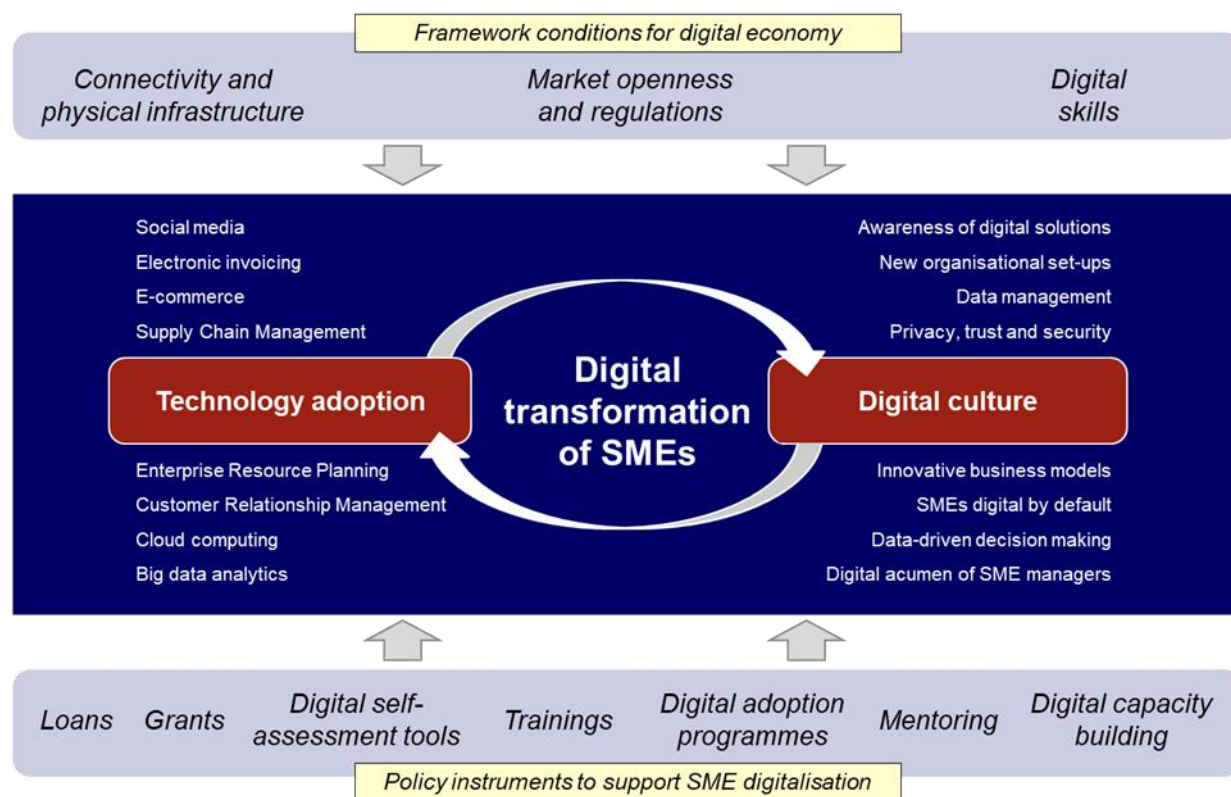 Framework conditions for digital economy
Connectivity and
physical infrastructure
Market openness
and regulations
Digital
skills
Social media
Electronic invoicing
E-commerce
Supply Chain Management
Technology adoption
Enterprise Resource Planning
Customer Relationship Management
Cloud computing
Big data analytics
Digital
transformation
of SMEs
Awareness of digital solutions
New organisational set-ups
Data management
Privacy, trust and security
Digital culture
Innovative business models
SMEs digital by default
Data-driven decision making
Digital acumen of SME managers
Loans
Grants
Digital self-
assessment tools
Trainings
Digital adoption
programmes
Mentoring
Digital capacity
building
Policy instruments to support SME digitalisation